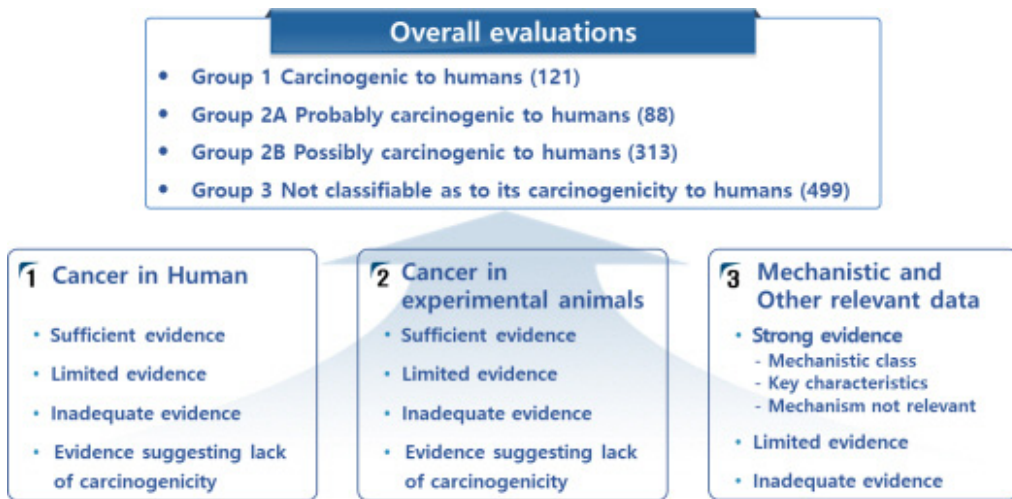 Overall evaluations
• Group 1 Carcinogenic to humans (121)
• Group 2A Probably carcinogenic to humans (88)
• Group 2B Possibly carcinogenic to humans (313)
• Group 3 Not classifiable as to its carcinogenicity to humans (499)
1 Cancer in Human
• Sufficient evidence
• Limited evidence
• Inadequate evidence
• Evidence suggesting lack
of carcinogenicity
2 Cancer in
experimental animals
• Sufficient evidence
• Limited evidence
• Inadequate evidence
• Evidence suggesting lack
of carcinogenicity
3 Mechanistic and
Other relevant data
• Strong evidence
- Mechanistic class
- Key characteristics
- Mechanism not relevant
• Limited evidence
• Inadequate evidence